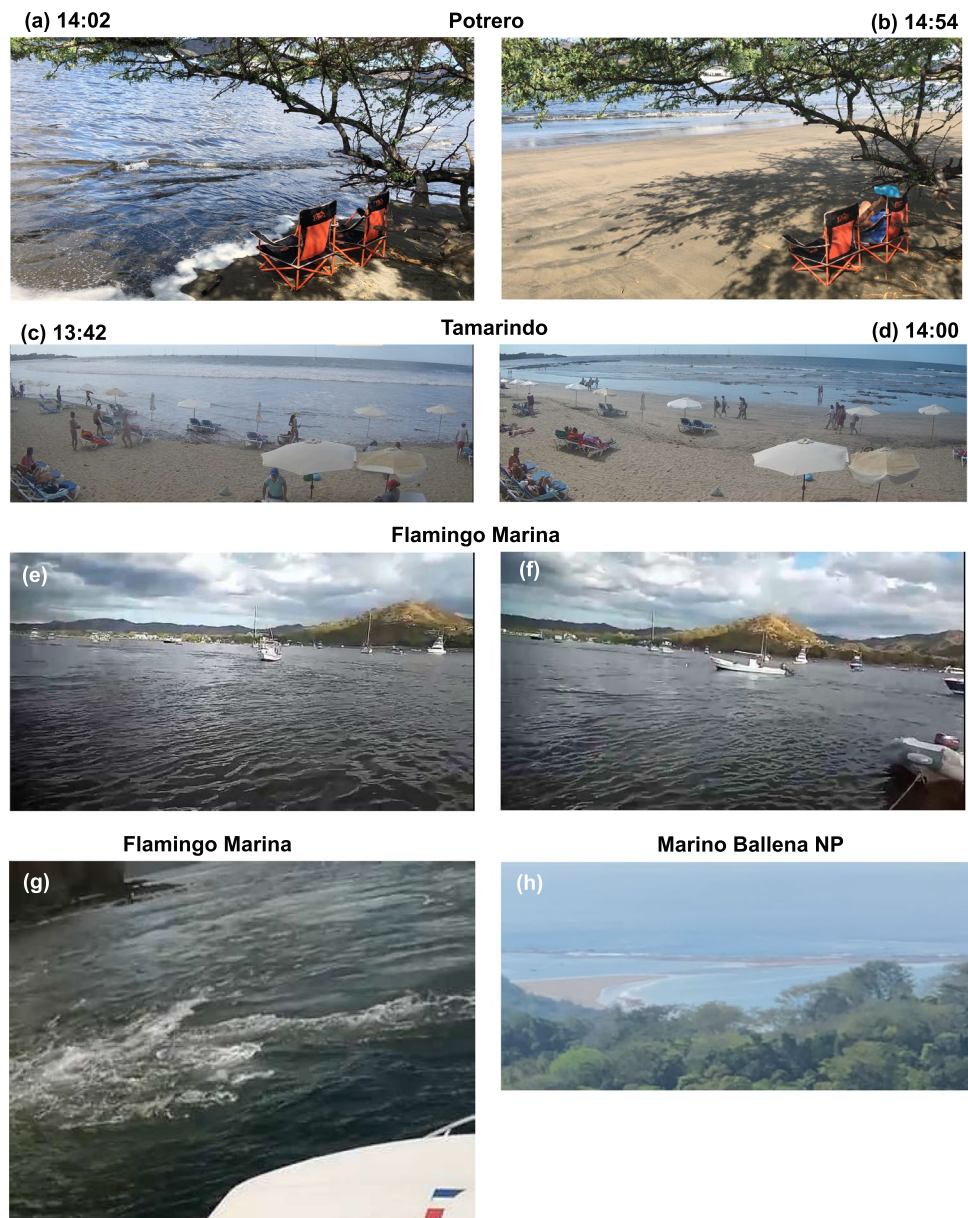 (a) 14:02
Potrero
(b) 14:54
(c) 13:42
Tamarindo
(d) 14:00
Flamingo Marina
(e)
(f)
Flamingo Marina
Marino Ballena NP
(g)
(h)